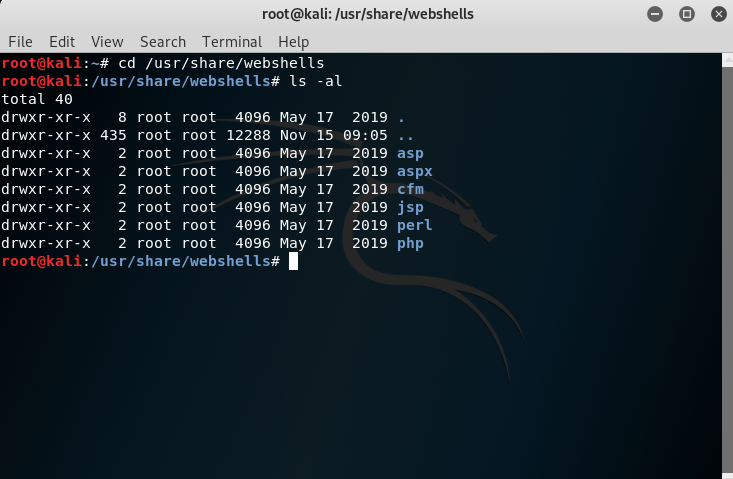 root@kali: /usr/share/webshells
File Edit View Search Terminal Help
root@kali:~# cd /usr/share/webshells
root@kali:/usr/share/webshells# ls -al
total 40
drwxr-xr-x   8 root root  4096 May 17  2019 .
drwxr-xr-x 435 root root 12288 Nov 15 09:05 ..
drwxr-xr-x   2 root root  4096 May 17  2019 asp
drwxr-xr-x   2 root root  4096 May 17  2019 aspx
drwxr-xr-x   2 root root  4096 May 17  2019 cfm
drwxr-xr-x   2 root root  4096 May 17  2019 jsp
drwxr-xr-x   2 root root  4096 May 17  2019 perl
drwxr-xr-x   2 root root  4096 May 17  2019 php
root@kali:/usr/share/webshells#